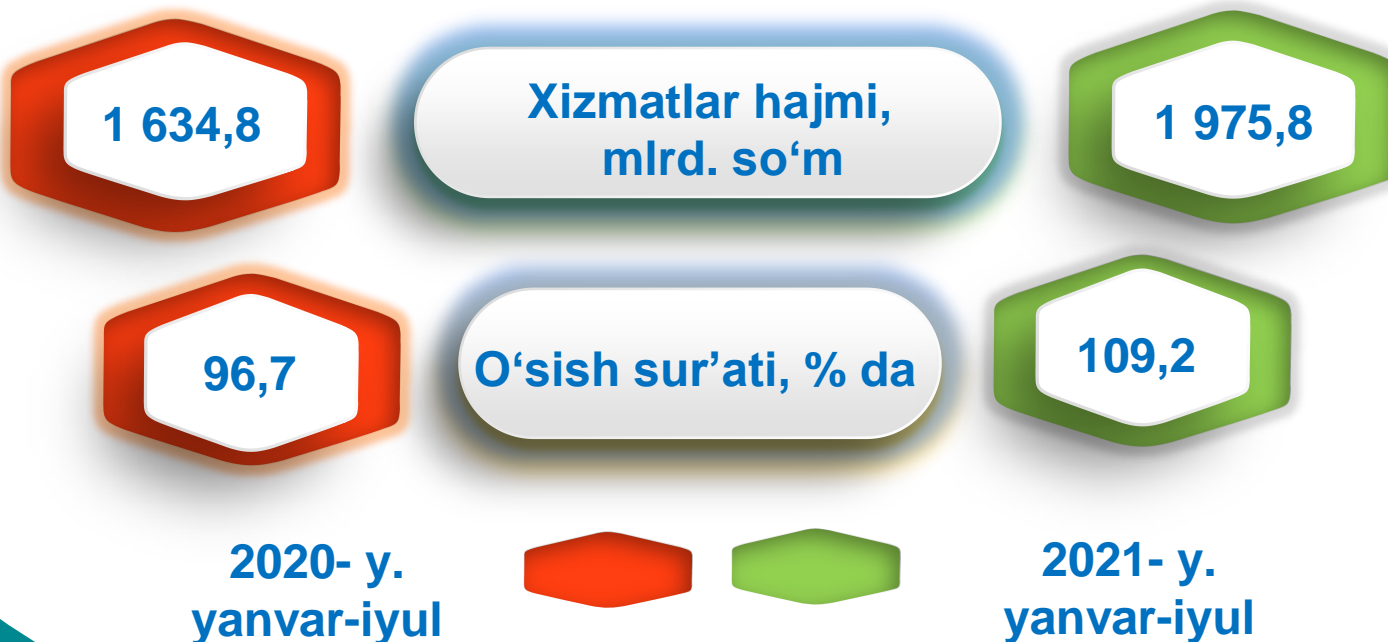 1 634,8
Xizmatlar hajmi,
mlrd. so‘m
1 975,8
96,7
O‘sish sur’ati, % da
109,2
2020- y.
yanvar-iyul
2021- y.
yanvar-iyul